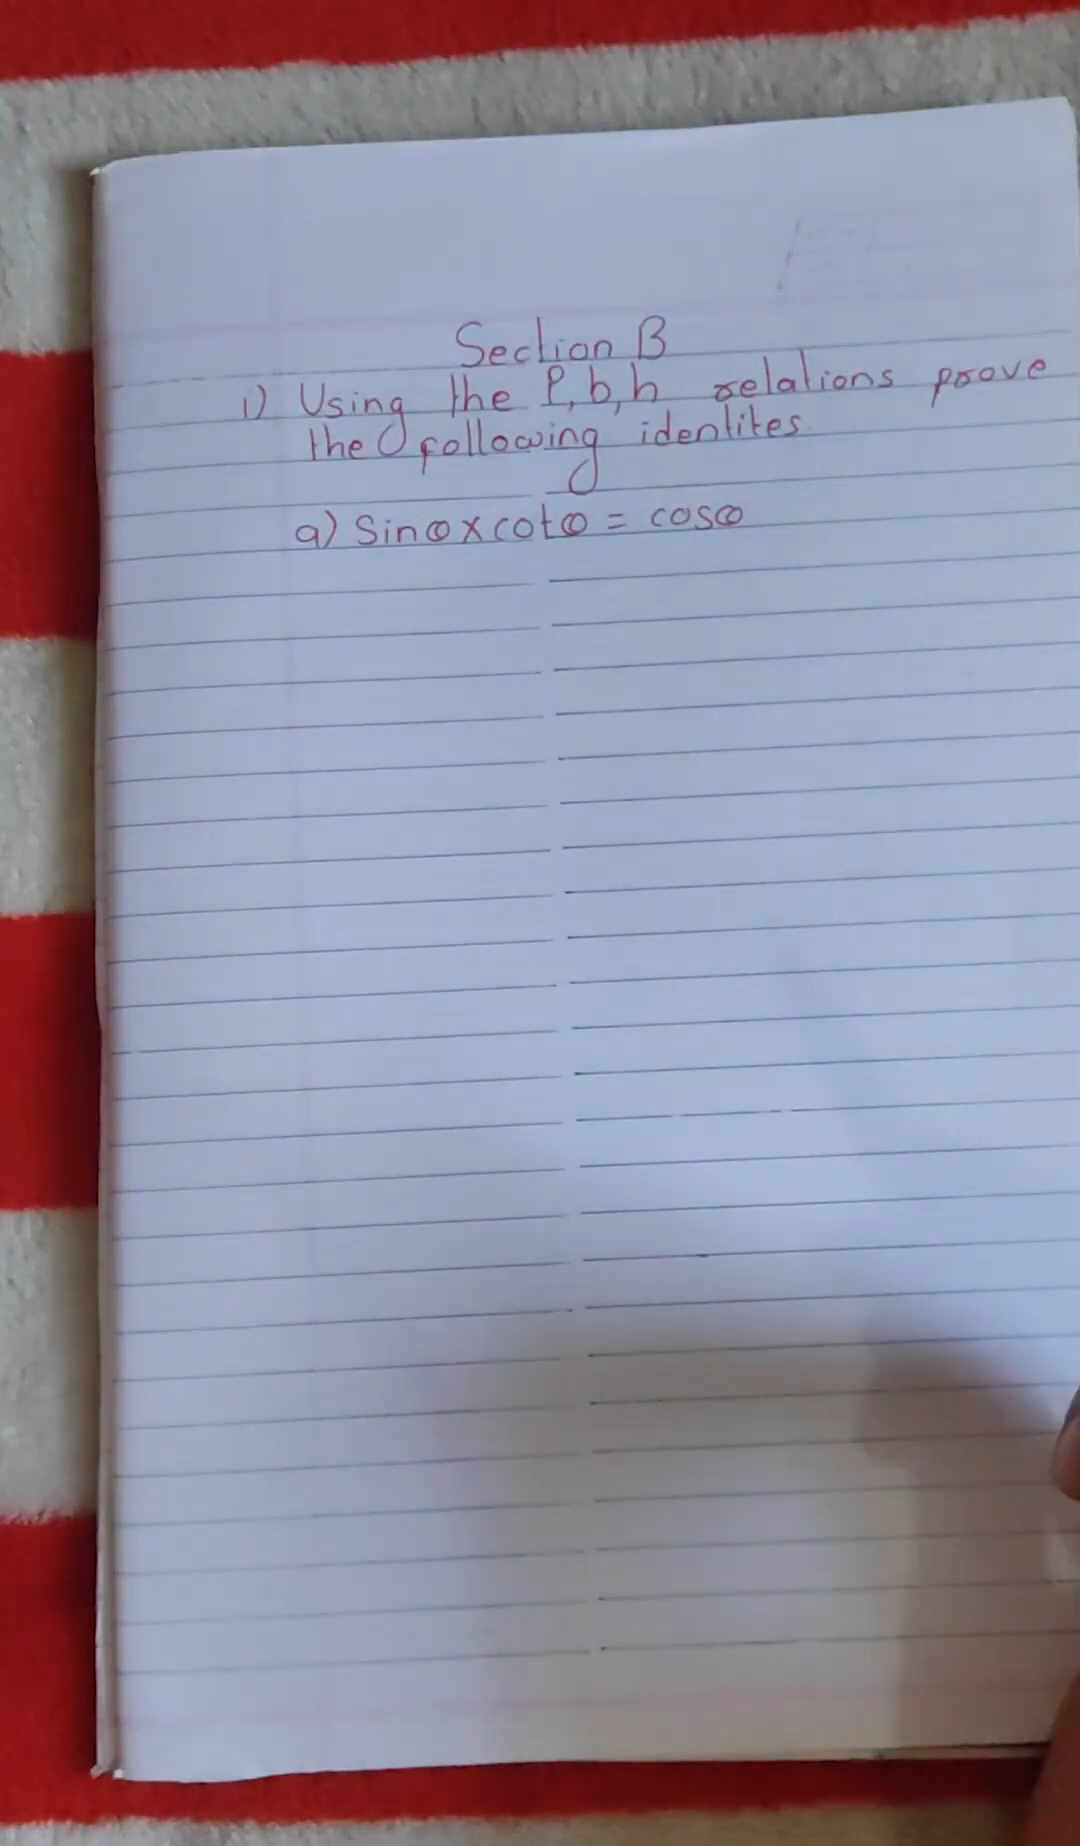 Section B
1) Using the P, b, h relations prove
the following identites
a) Sinθ x cotθ = cosθ